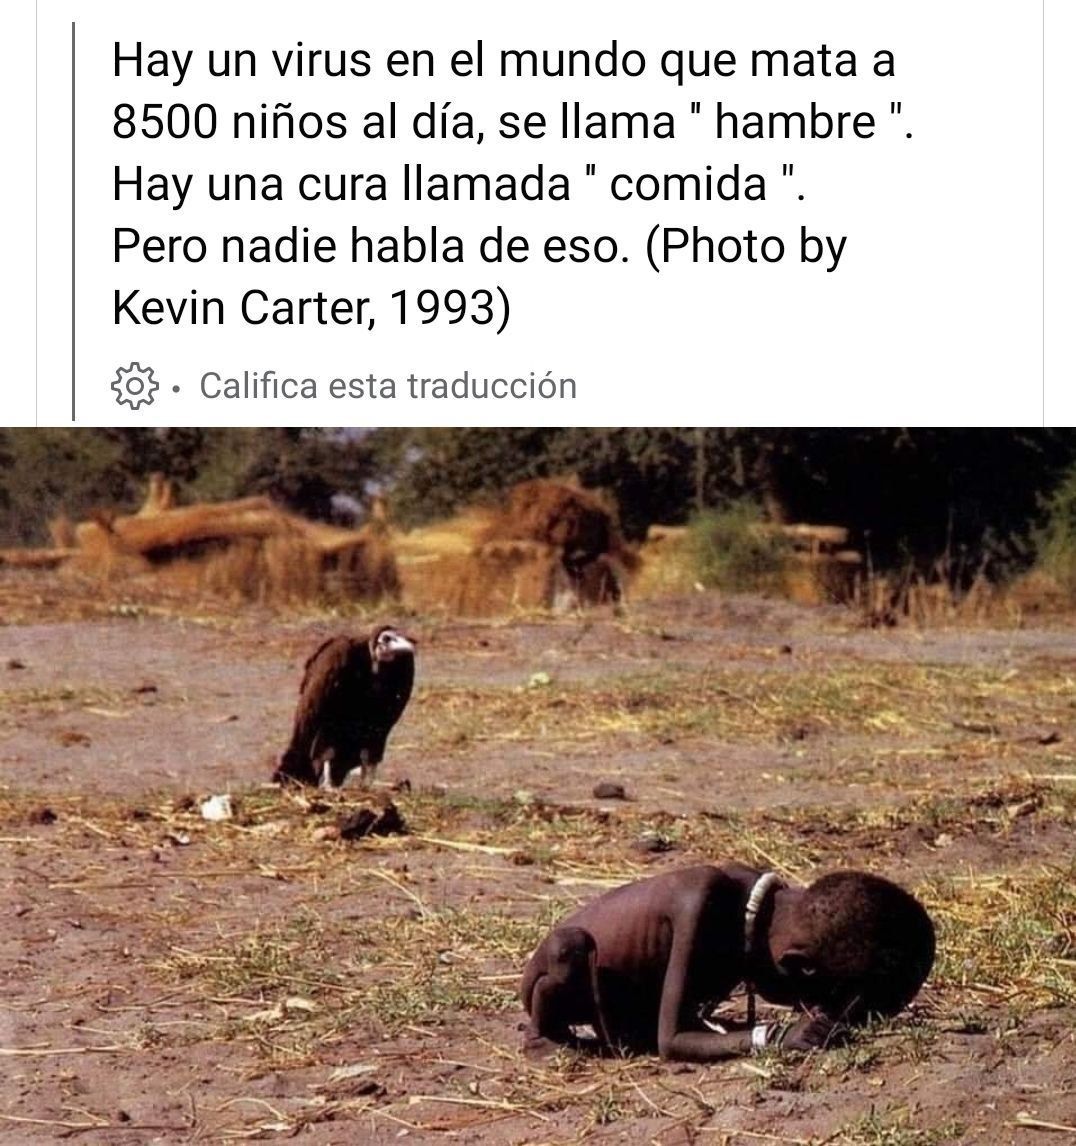 Hay un virus en el mundo que mata a
8500 niños al día, se llama " hambre ".
Hay una cura llamada " comida ".
Pero nadie habla de eso. (Photo by
Kevin Carter, 1993)
• Califica esta traducción